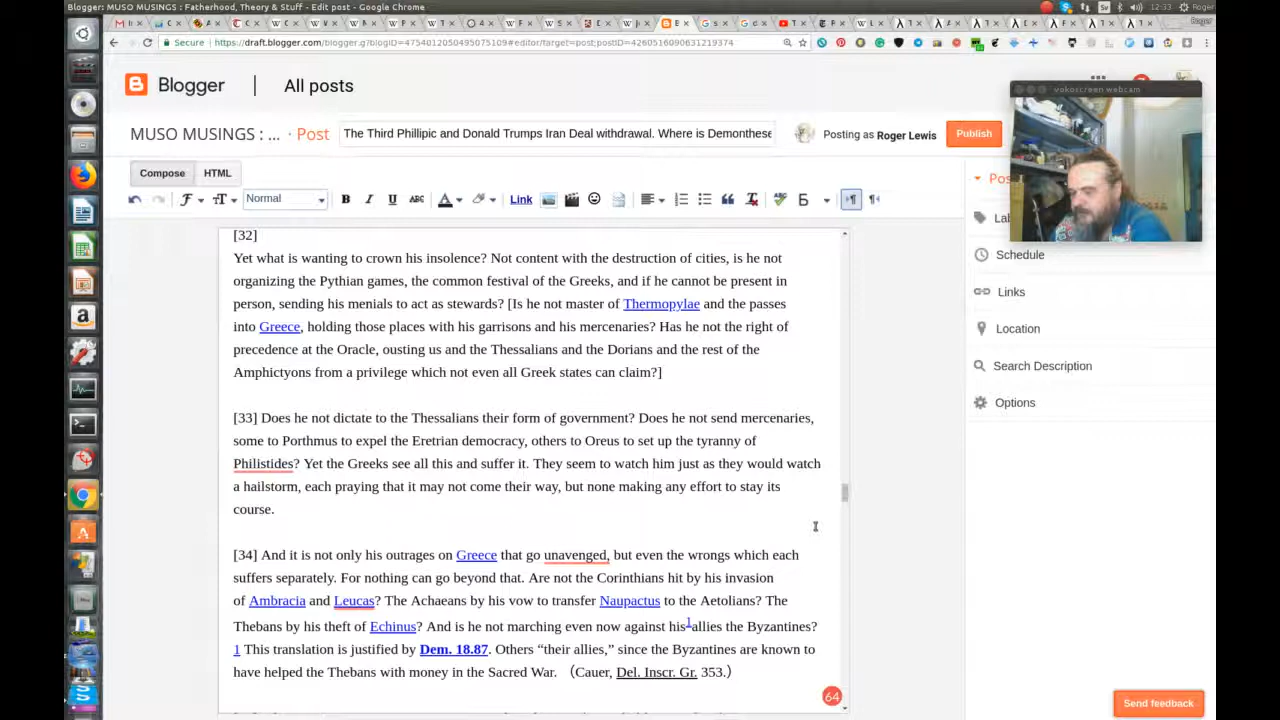 Blogger: MUSO MUSINGS : Fatherhood, Theory & Stuff - Edit post - Google Chrome
12:33
Roger
Secure
https://draft.blogger.com/blogger.g?blogID=4754012050495075109#editor/target=post;postID=4260516090631219374
Blogger
All posts
vokoscreen webcam
MUSO MUSINGS : ... · Post
The Third Phillipic and Donald Trumps Iran Deal withdrawal. Where is Demonthese
Posting as Roger Lewis
Publish
Compose
HTML
Normal
Link
Schedule
Links
Location
Search Description
Options
[32]
Yet what is wanting to crown his insolence? Not content with the destruction of cities, is he not
organizing the Pythian games, the common festival of the Greeks, and if he cannot be present in
person, sending his menials to act as stewards? [Is he not master of Thermopylae and the passes
into Greece, holding those places with his garrisons and his mercenaries? Has he not the right of
precedence at the Oracle, ousting us and the Thessalians and the Dorians and the rest of the
Amphictyons from a privilege which not even all Greek states can claim?]
[33] Does he not dictate to the Thessalians their form of government? Does he not send mercenaries,
some to Porthmus to expel the Eretrian democracy, others to Oreus to set up the tyranny of
Philistides? Yet the Greeks see all this and suffer it. They seem to watch him just as they would watch
a hailstorm, each praying that it may not come their way, but none making any effort to stay its
course.
[34] And it is not only his outrages on Greece that go unavenged, but even the wrongs which each
suffers separately. For nothing can go beyond that. Are not the Corinthians hit by his invasion
of Ambracia and Leucas? The Achaeans by his vow to transfer Naupactus to the Aetolians? The
Thebans by his theft of Echinus? And is he not marching even now against his1allies the Byzantines?
1 This translation is justified by Dem. 18.87. Others “their allies,” since the Byzantines are known to
have helped the Thebans with money in the Sacred War. (Cauer, Del. Inscr. Gr. 353.)
64
Send feedback